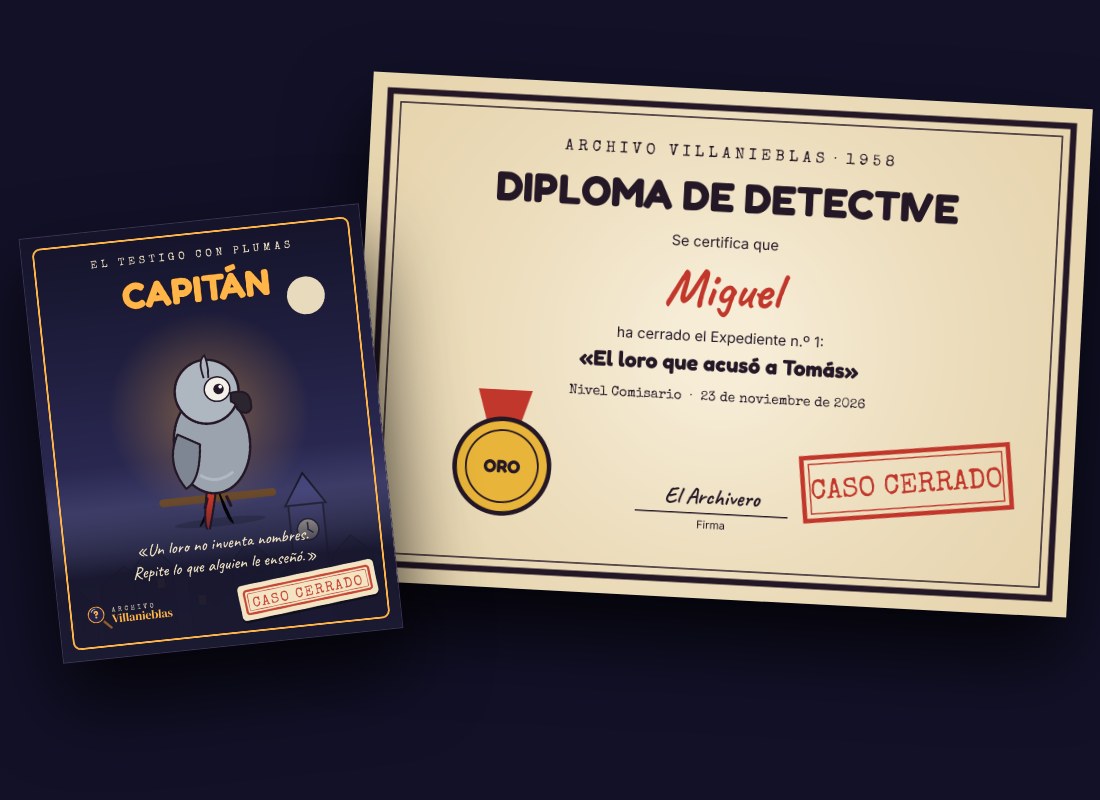 EL TESTIGO CON PLUMAS
CAPITÁN
«Un loro no inventa nombres.
Repite lo que alguien le enseñó.»
CASO CERRADO
ARCHIVO
Villanieblas
ARCHIVO VILLANIEBLAS · 1958
DIPLOMA DE DETECTIVE
Se certifica que
Miguel
ha cerrado el Expediente n.º 1:
«El loro que acusó a Tomás»
Nivel Comisario · 23 de noviembre de 2026
ORO
El Archivero
Firma
CASO CERRADO